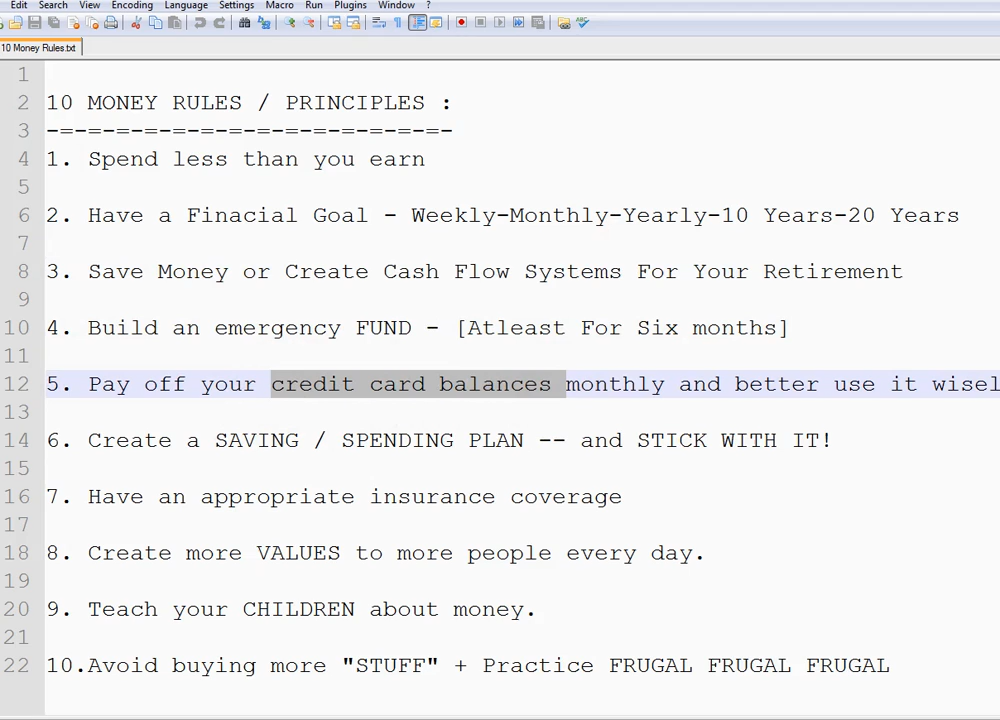 Edit Search View Encoding Language Settings Macro Run Plugins Window ?
10 Money Rules.txt
1
2 10 MONEY RULES / PRINCIPLES :
3 -=-=-=-=-=-=-=-=-=-=-=-=-=-=-
4 1. Spend less than you earn
5
6 2. Have a Finacial Goal - Weekly-Monthly-Yearly-10 Years-20 Years
7
8 3. Save Money or Create Cash Flow Systems For Your Retirement
9
10 4. Build an emergency FUND - [Atleast For Six months]
11
12 5. Pay off your credit card balances monthly and better use it wisel
13
14 6. Create a SAVING / SPENDING PLAN -- and STICK WITH IT!
15
16 7. Have an appropriate insurance coverage
17
18 8. Create more VALUES to more people every day.
19
20 9. Teach your CHILDREN about money.
21
22 10.Avoid buying more "STUFF" + Practice FRUGAL FRUGAL FRUGAL